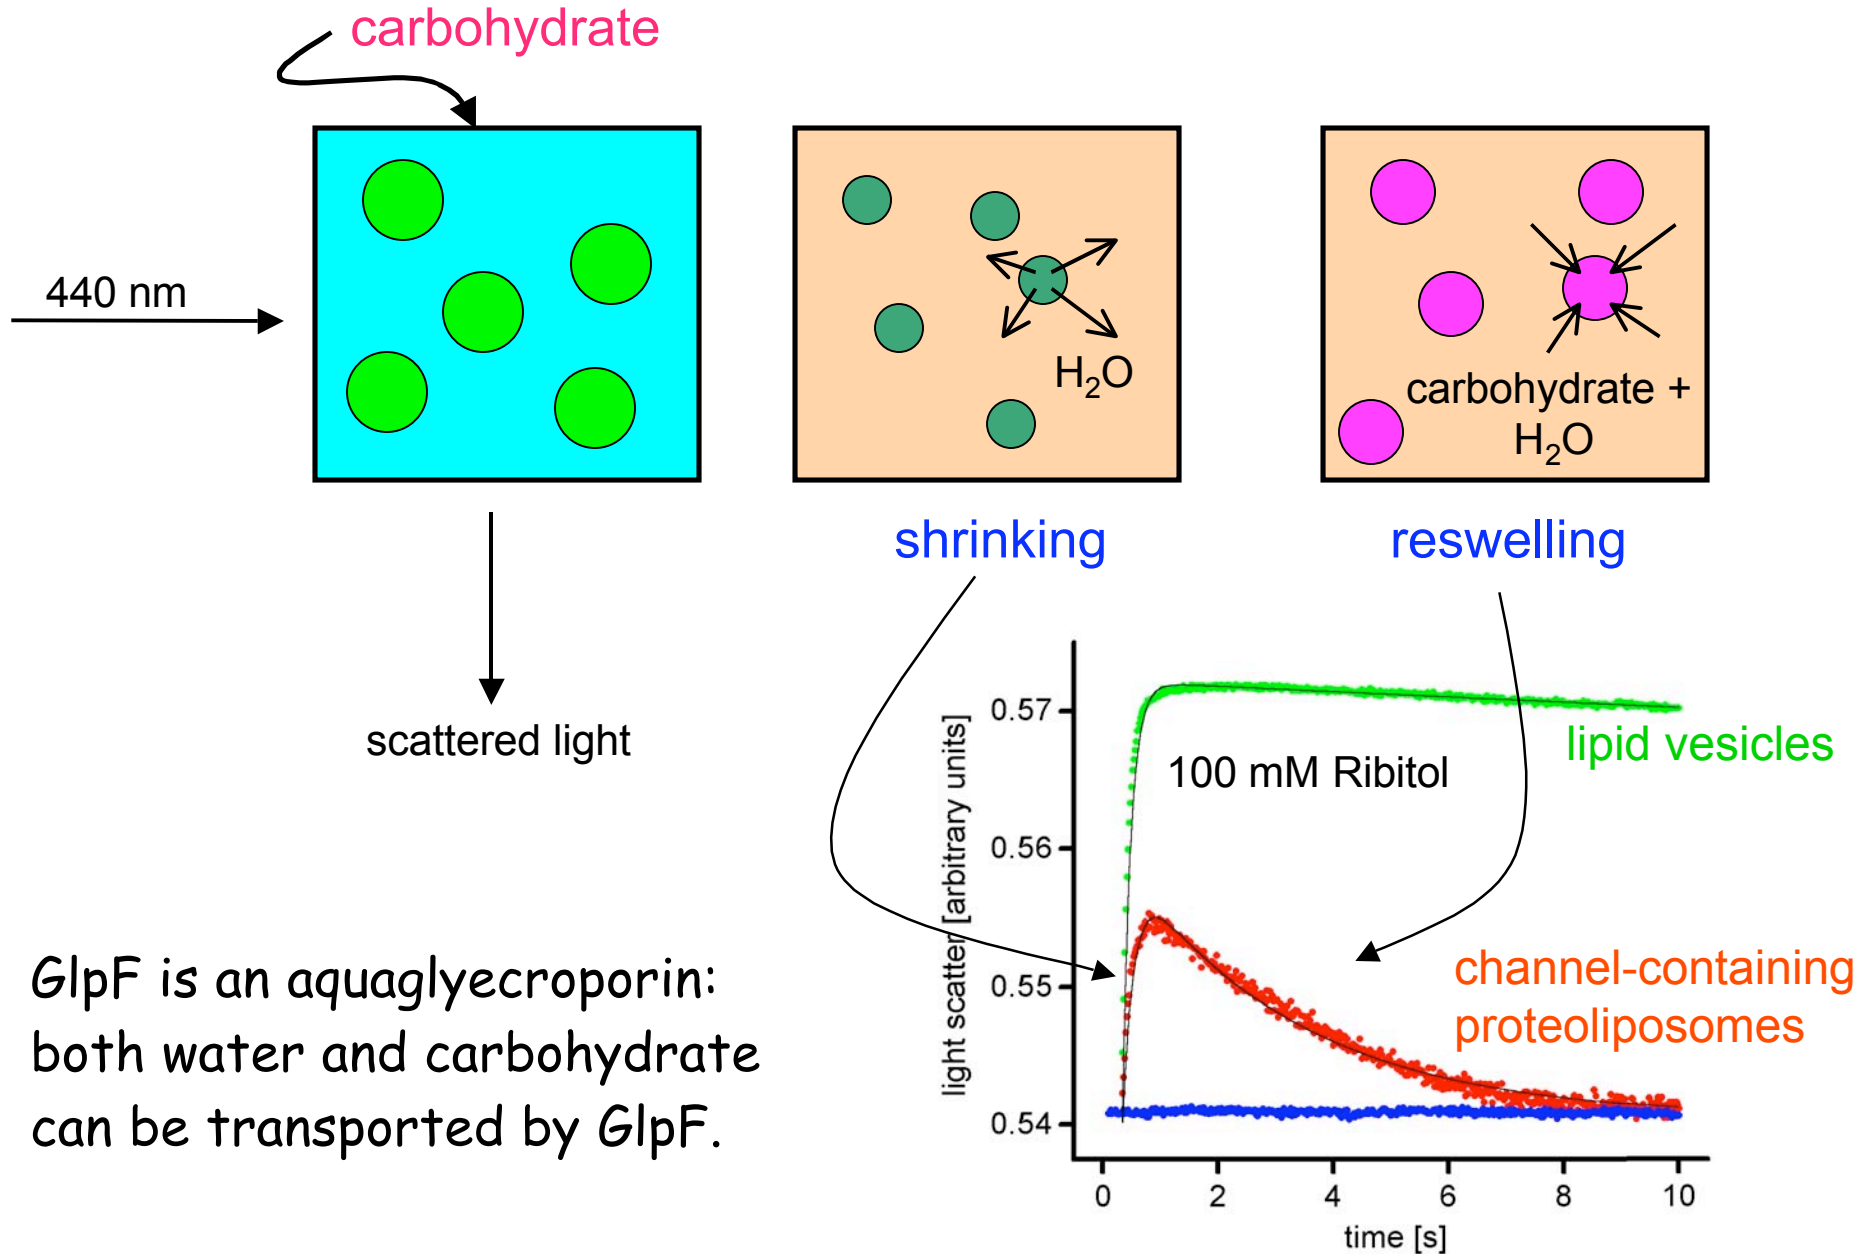 carbohydrate
440 nm
H₂O
carbohydrate +
H₂O
shrinking
reswelling
scattered light
GlpF is an aquaglyecroporin:
both water and carbohydrate
can be transported by GlpF.
light scatter [arbitrary units]
0.57
0.56
0.55
0.54
100 mM Ribitol
lipid vesicles
channel-containing
proteoliposomes
0 2 4 6 8 10
time [s]